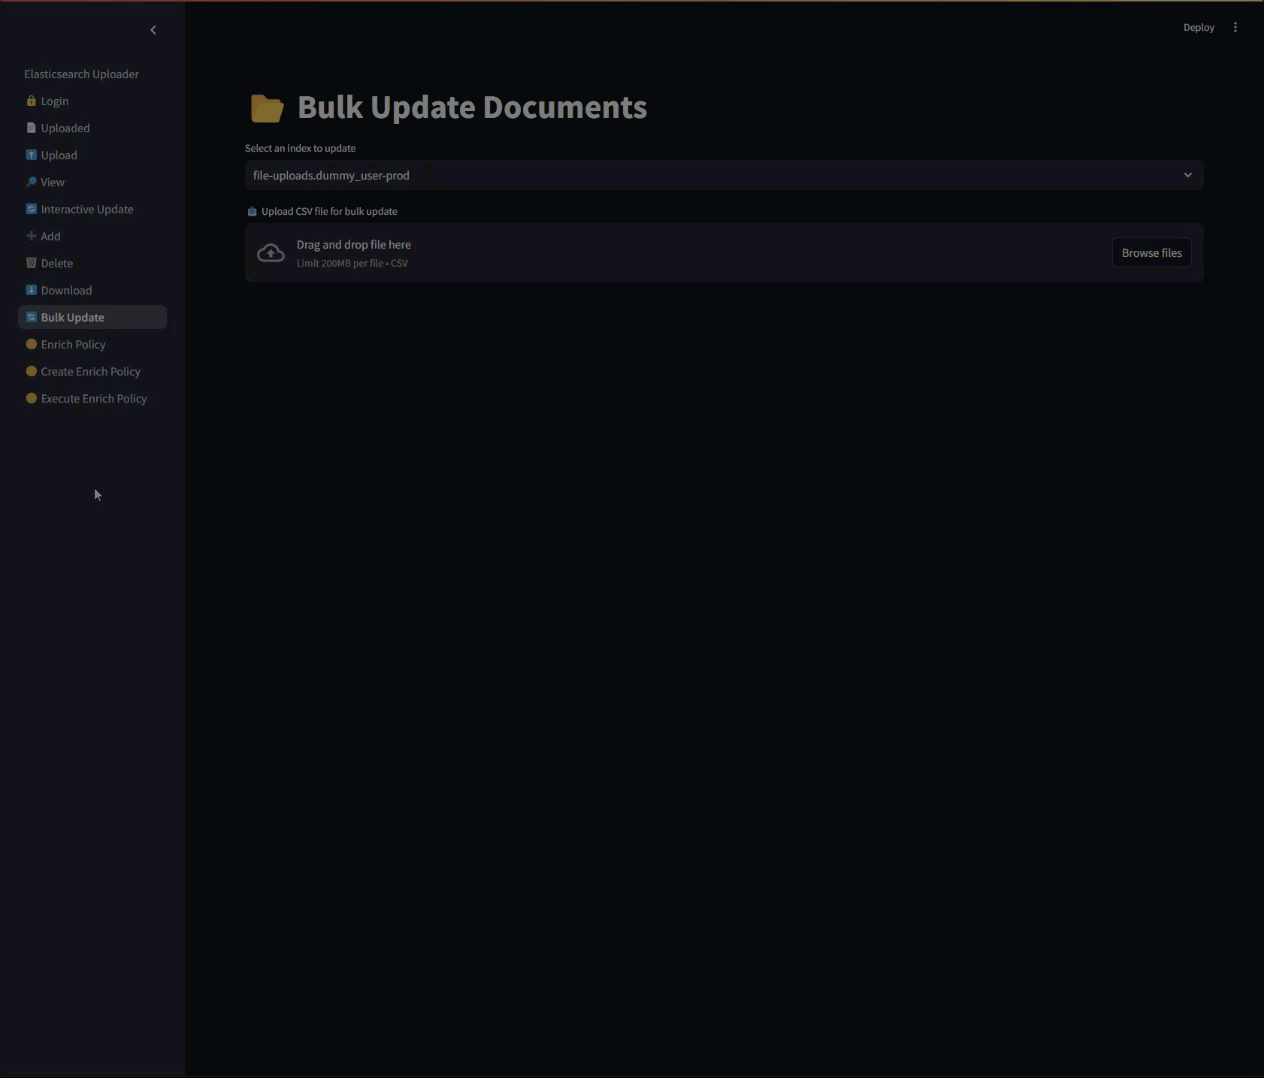 Deploy
Elasticsearch Uploader
Login
Uploaded
Upload
View
Interactive Update
Add
Delete
Download
Bulk Update
Enrich Policy
Create Enrich Policy
Execute Enrich Policy
Bulk Update Documents
Select an index to update
file-uploads.dummy_user-prod
Upload CSV file for bulk update
Drag and drop file here
Limit 200MB per file • CSV
Browse files